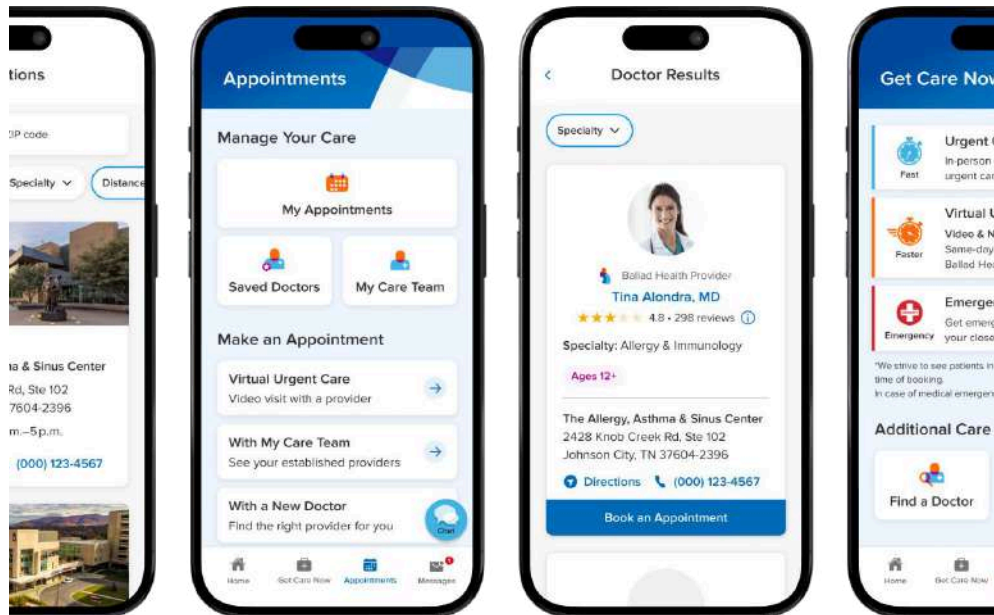 tions
ZIP code
Specialty
Distance
a & Sinus Center
Rd, Ste 102
7604-2396
m.–5 p.m.
(000) 123-4567
Appointments
Manage Your Care
My Appointments
Saved Doctors
My Care Team
Make an Appointment
Virtual Urgent Care
Video visit with a provider
With My Care Team
See your established providers
With a New Doctor
Find the right provider for you
Chat
Home
Get Care Now
Appointments
Messages
Doctor Results
Specialty
Ballad Health Provider
Tina Alondra, MD
4.8 • 298 reviews
Specialty: Allergy & Immunology
Ages 12+
The Allergy, Asthma & Sinus Center
2428 Knob Creek Rd, Ste 102
Johnson City, TN 37604-2396
Directions
(000) 123-4567
Book an Appointment
Get Care Now
Fast
Urgent
In-person
urgent car
Faster
Virtual U
Video & N
Same-day
Ballad Hea
Emergency
Emerge
Get emerg
your close
*We strive to see patients in
time of booking.
In case of medical emergen
Additional Care
Find a Doctor
Home
Get Care Now